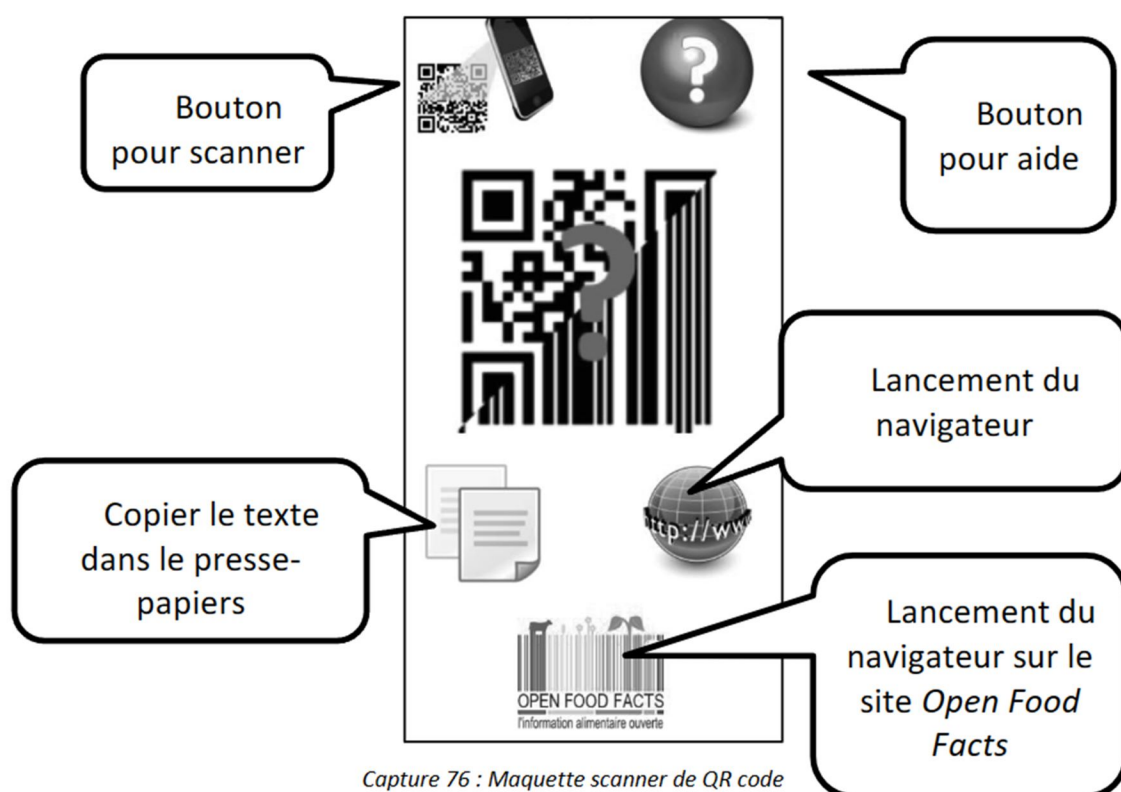 Bouton
pour scanner
Bouton
pour aide
?
?
Lancement du
navigateur
http://www
Copier le texte
dans le presse-
papiers
Lancement du
navigateur sur le
site Open Food
Facts
OPEN FOOD FACTS
l'information alimentaire ouverte
Capture 76 : Maquette scanner de QR code